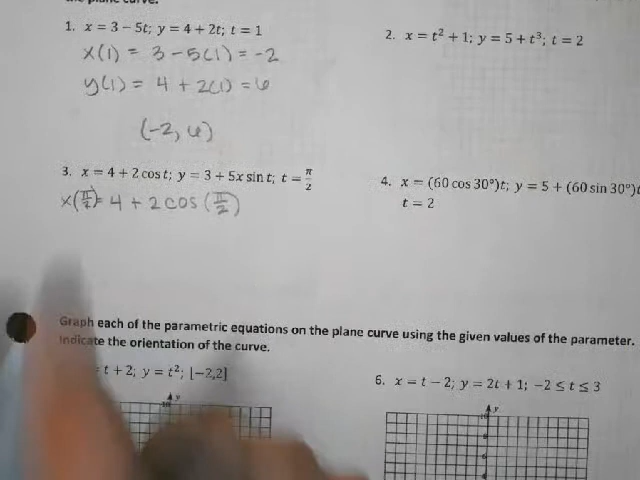 the plane curve.
1. x = 3 − 5t; y = 4 + 2t; t = 1
x(1) = 3 − 5(1) = −2
y(1) = 4 + 2(1) = 6
(−2, 6)
2. x = t² + 1; y = 5 + t³; t = 2
3. x = 4 + 2 cos t; y = 3 + 5x sin t; t = π/2
x(π/2) = 4 + 2 cos (π/2)
4. x = (60 cos 30°)t; y = 5 + (60 sin 30°)t
t = 2
Graph each of the parametric equations on the plane curve using the given values of the parameter.
Indicate the orientation of the curve.
= t + 2; y = t²; [−2,2]
6. x = t − 2; y = 2t + 1; −2 ≤ t ≤ 3
y
y